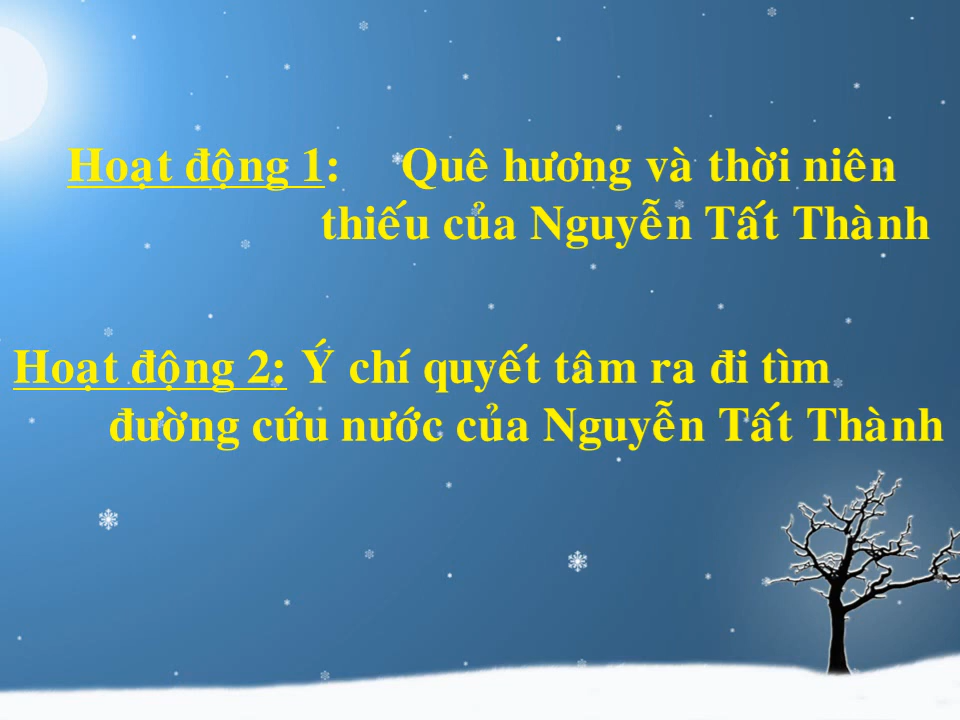 Hoạt động 1: Quê hương và thời niên
thiếu của Nguyễn Tất Thành
Hoạt động 2: Ý chí quyết tâm ra đi tìm
đường cứu nước của Nguyễn Tất Thành